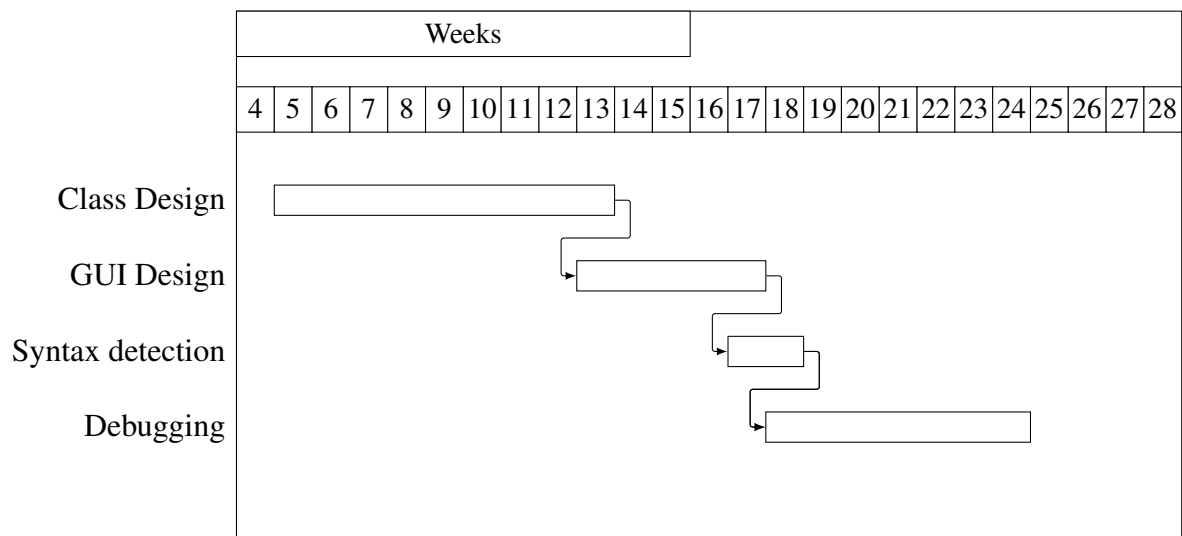 Weeks
4 5 6 7 8 9 10 11 12 13 14 15 16 17 18 19 20 21 22 23 24 25 26 27 28
Class Design
GUI Design
Syntax detection
Debugging